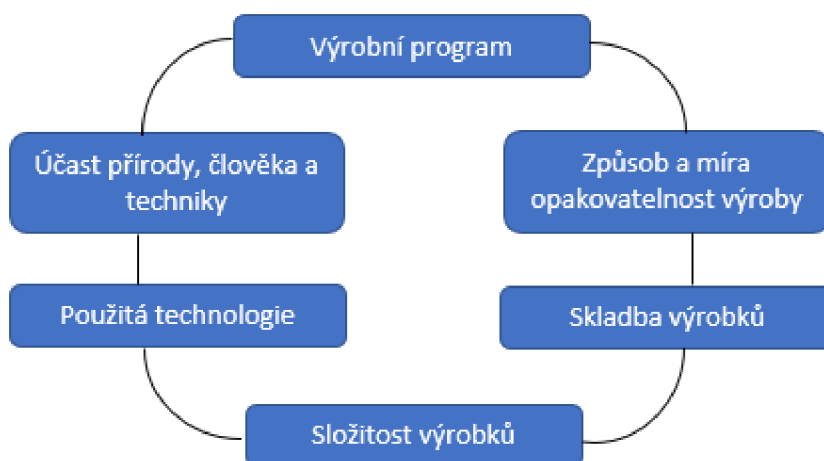 Výrobní program
Účast přírody, člověka a
techniky
Způsob a míra
opakovatelnost výroby
Použitá technologie
Skladba výrobků
Složitost výrobků